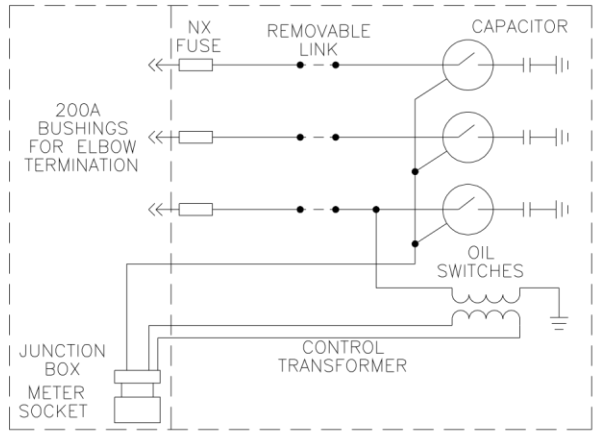 NX
FUSE
REMOVABLE
LINK
CAPACITOR
200A
BUSHINGS
FOR ELBOW
TERMINATION
OIL
SWITCHES
JUNCTION
BOX
METER
SOCKET
CONTROL
TRANSFORMER